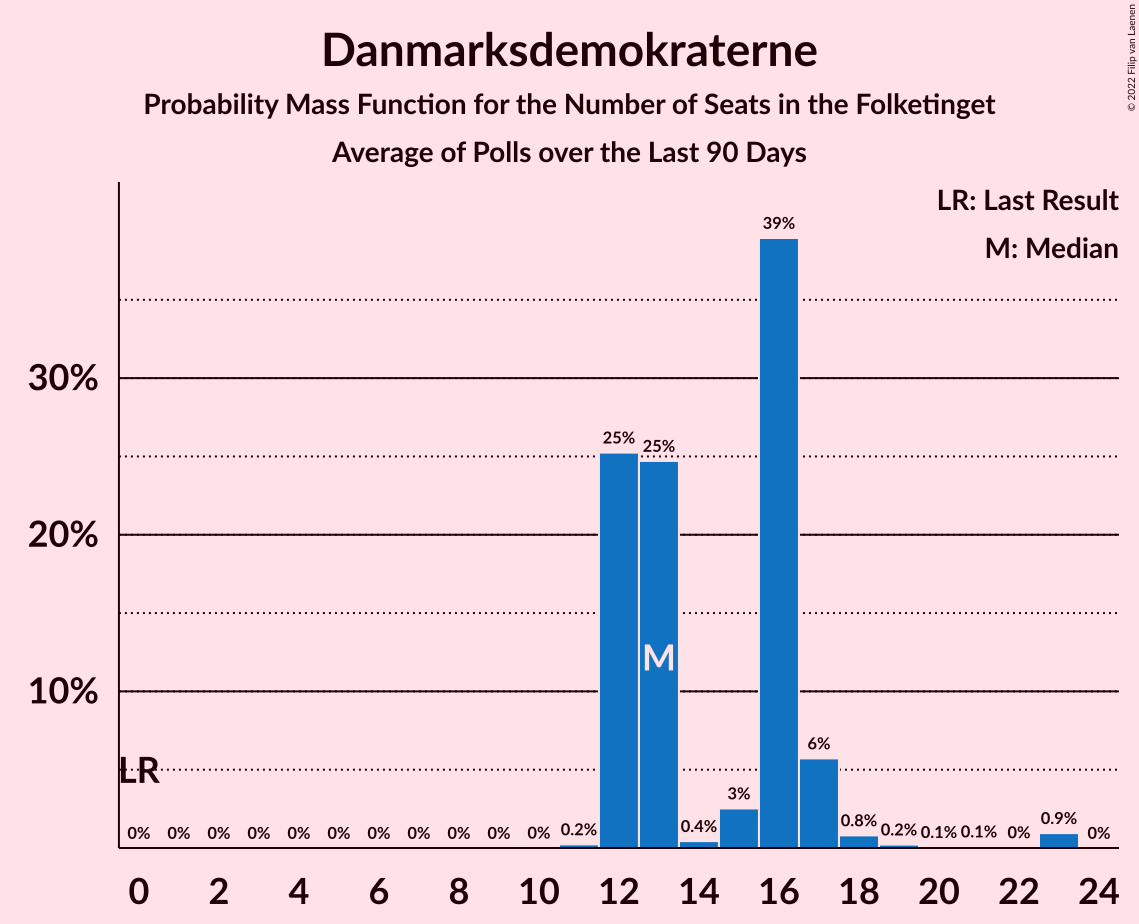 Danmarksdemokraterne
Probability Mass Function for the Number of Seats in the Folketinget
Average of Polls over the Last 90 Days
© 2022 Filip van Laenen
LR: Last Result
M: Median
39%
30%
25% 25%
20%
M
10%
6%
LR
3%
0% 0% 0% 0% 0% 0% 0% 0% 0% 0% 0% 0.2% 0.4% 0.8% 0.2% 0.1% 0.1% 0% 0.9% 0%
0 2 4 6 8 10 12 14 16 18 20 22 24